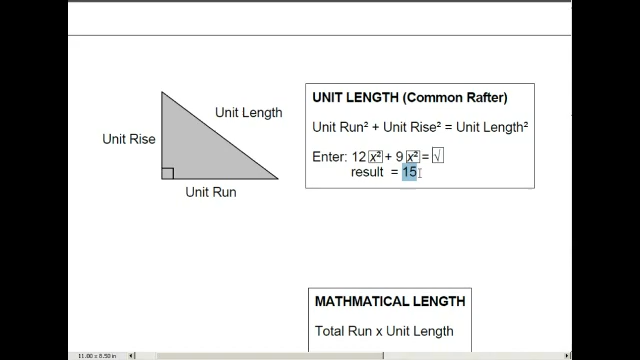 UNIT LENGTH (Common Rafter)
Unit Length
Unit Run² + Unit Rise² = Unit Length²
Unit Rise
Enter: 12 x² + 9 x² = √
result = 15
Unit Run
MATHMATICAL LENGTH
Total Run x Unit Length
11.00 x 8.50 in